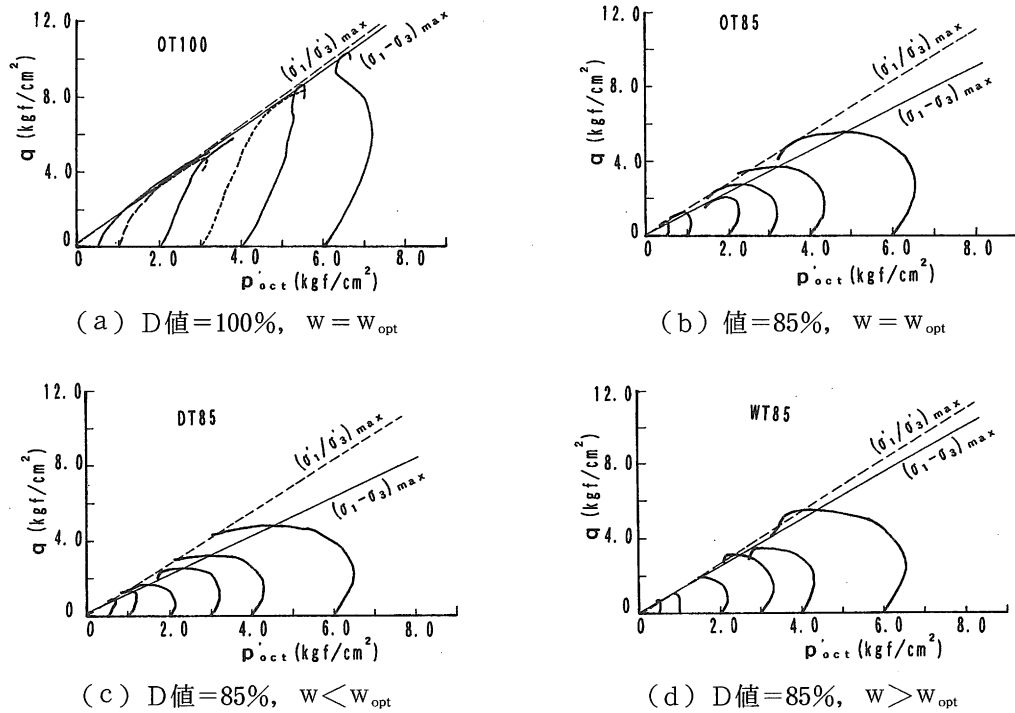 OT100
(σ'1/σ'3)max
(σ1-σ3)max
12.0
8.0
4.0
0
q (kgf/cm²)
0 2.0 4.0 6.0 8.0
p'oct (kgf/cm²)
(a) D値=100%, w=wopt
OT85
(σ'1/σ'3)max
(σ1-σ3)max
12.0
8.0
4.0
0
q (kgf/cm²)
0 2.0 4.0 6.0 8.0
p'oct (kgf/cm²)
(b) 値=85%, w=wopt
DT85
(σ'1/σ'3)max
(σ1-σ3)max
12.0
8.0
4.0
0
q (kgf/cm²)
0 2.0 4.0 6.0 8.0
p'oct (kgf/cm²)
(c) D値=85%, w<wopt
WT85
(σ'1/σ'3)max
(σ1-σ3)max
12.0
8.0
4.0
0
q (kgf/cm²)
0 2.0 4.0 6.0 8.0
p'oct (kgf/cm²)
(d) D値=85%, w>wopt